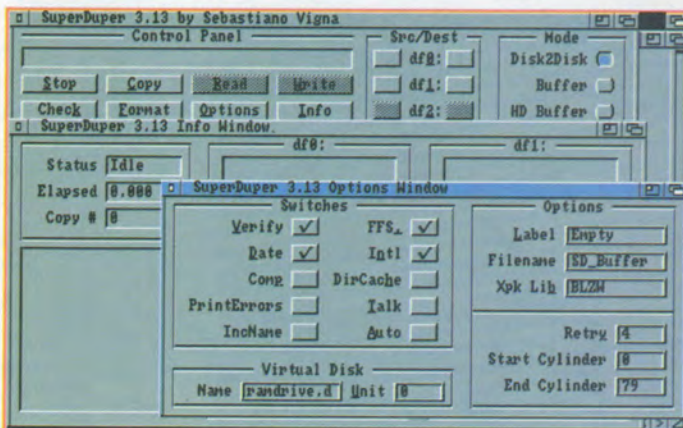 SuperDuper 3.13 by Sebastiano Vigna
Control Panel
Src/Dest
Mode
df0:
Disk2Disk
Stop
Copy
Read
Write
df1:
Buffer
Check
Format
Options
Info
df2:
HD Buffer
SuperDuper 3.13 Info Window
df0:
df1:
Status Idle
Elapsed 0.000
Copy # 0
SuperDuper 3.13 Options Window
Switches
Options
Verify
FFS
Label Empty
Date
Intl
Filename SD_Buffer
Comp
DirCache
Xpk Lib BLZW
PrintErrors
Talk
IncName
Auto
Retry 4
Start Cylinder 0
End Cylinder 79
Virtual Disk
Name ramdrive.d Unit 0